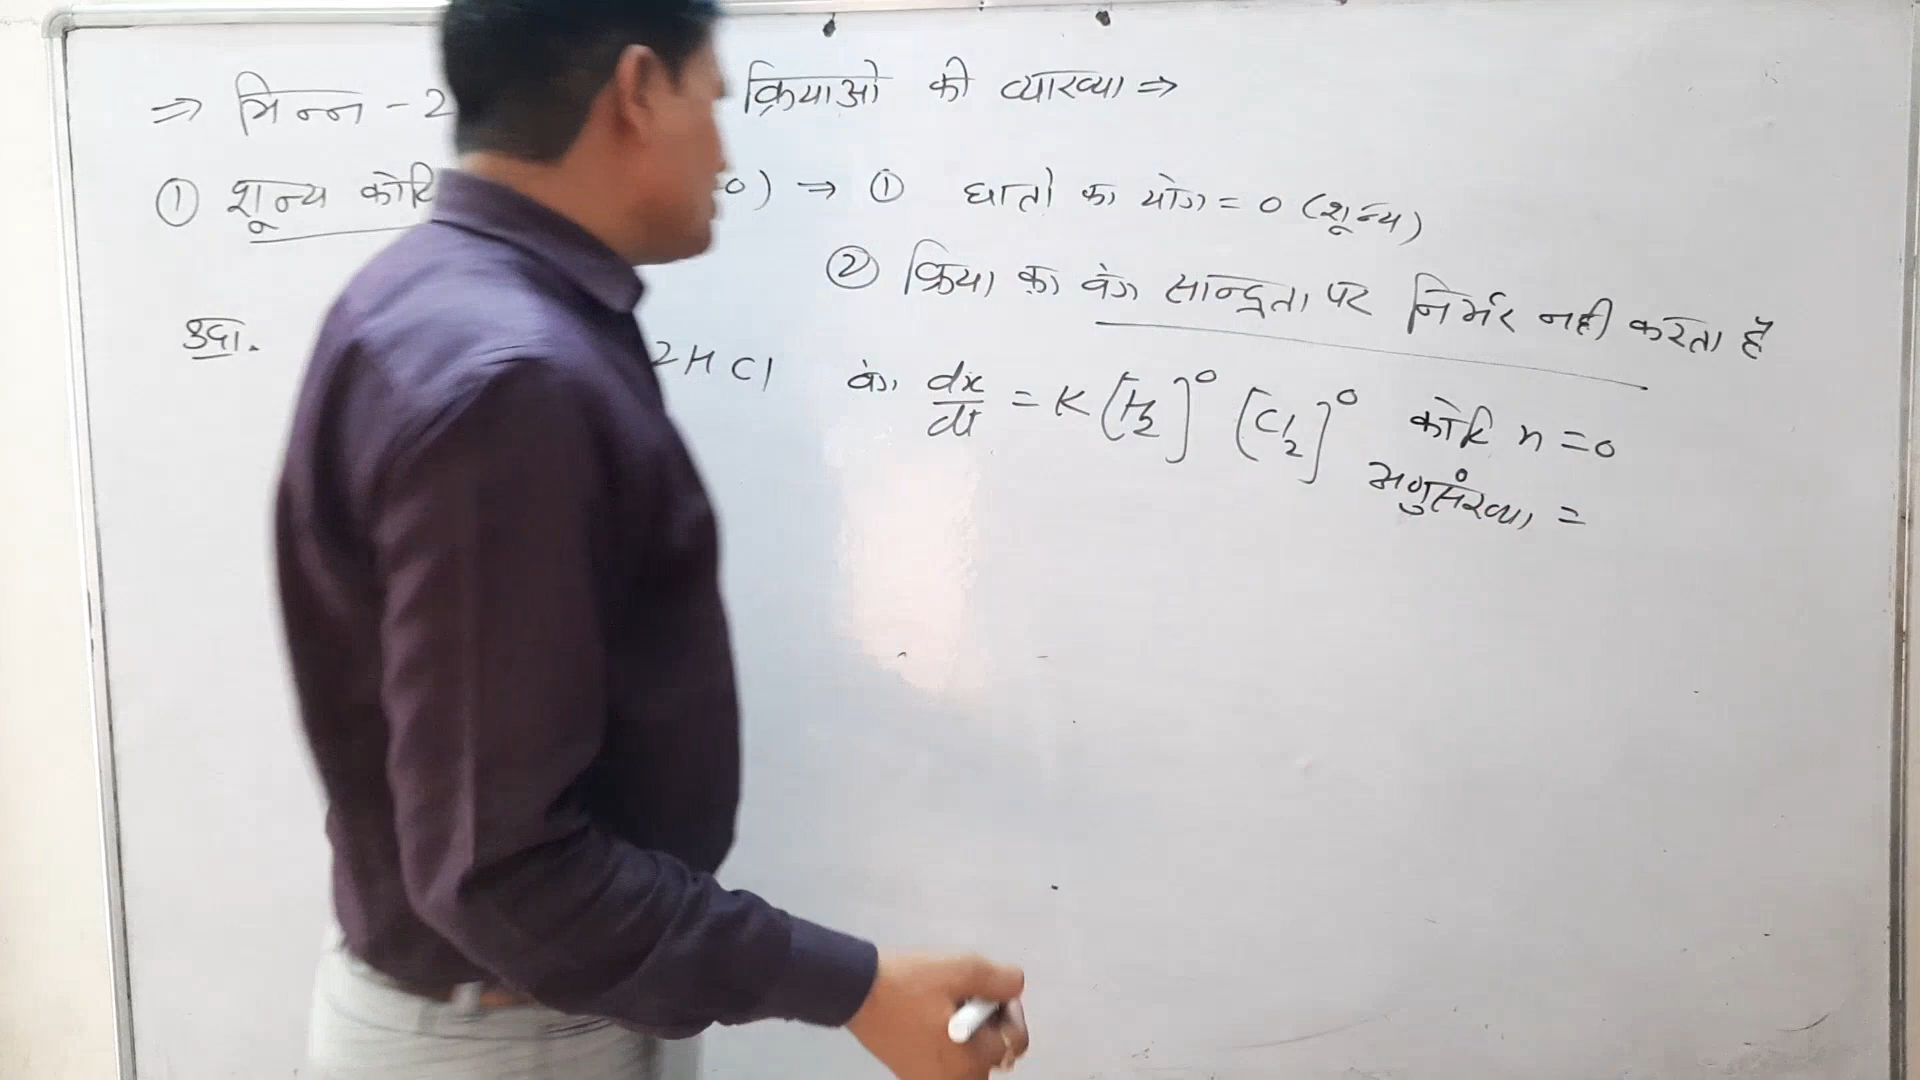 ⇒ भिन्न - 2 क्रियाओ की व्याख्या ⇒
① शून्य कोटि 0) → ① घातो का योग = 0 (शून्य)
② क्रिया का वेग सान्द्रता पर निर्भर नही करता है
उदा. 2HCl वेग dx/dt = K [H₂]⁰ [Cl₂]⁰ कोटि n = 0
अणुसंख्या =